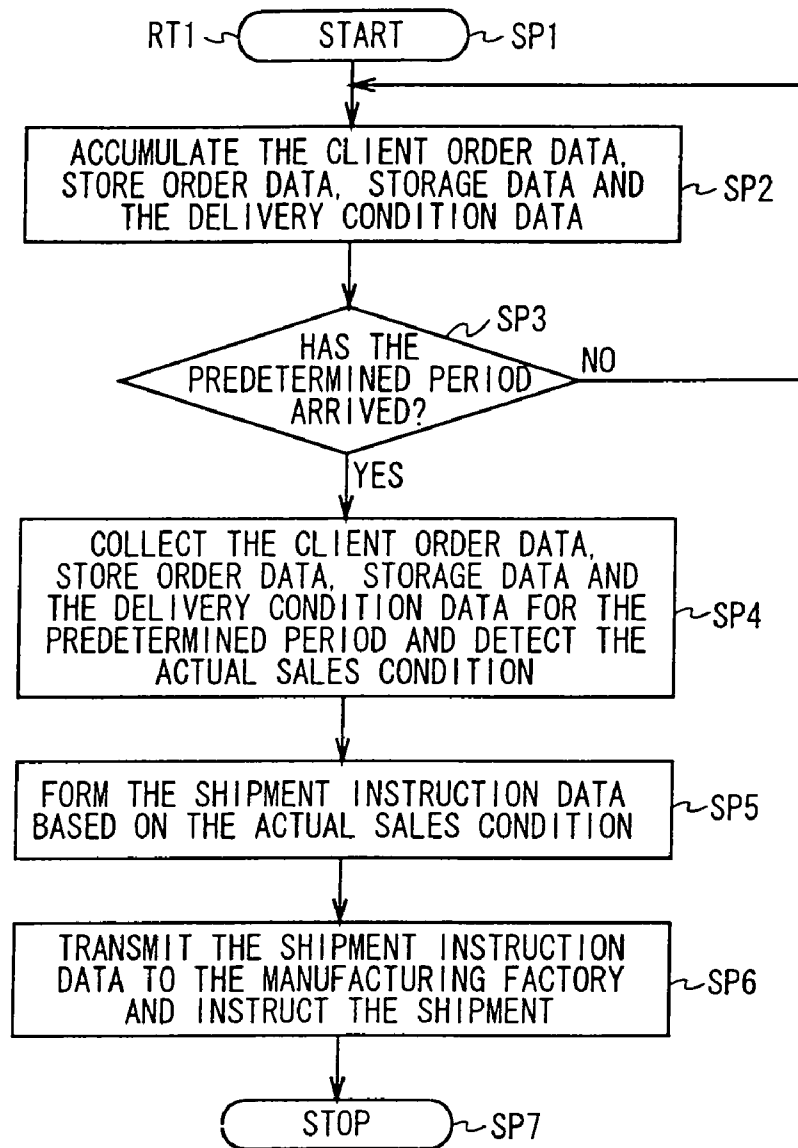 RT1 START SP1
ACCUMULATE THE CLIENT ORDER DATA,
STORE ORDER DATA, STORAGE DATA AND
THE DELIVERY CONDITION DATA
SP2
SP3
HAS THE
PREDETERMINED PERIOD
ARRIVED?
NO
YES
COLLECT THE CLIENT ORDER DATA,
STORE ORDER DATA, STORAGE DATA AND
THE DELIVERY CONDITION DATA FOR THE
PREDETERMINED PERIOD AND DETECT THE
ACTUAL SALES CONDITION
SP4
FORM THE SHIPMENT INSTRUCTION DATA
BASED ON THE ACTUAL SALES CONDITION
SP5
TRANSMIT THE SHIPMENT INSTRUCTION
DATA TO THE MANUFACTURING FACTORY
AND INSTRUCT THE SHIPMENT
SP6
STOP SP7